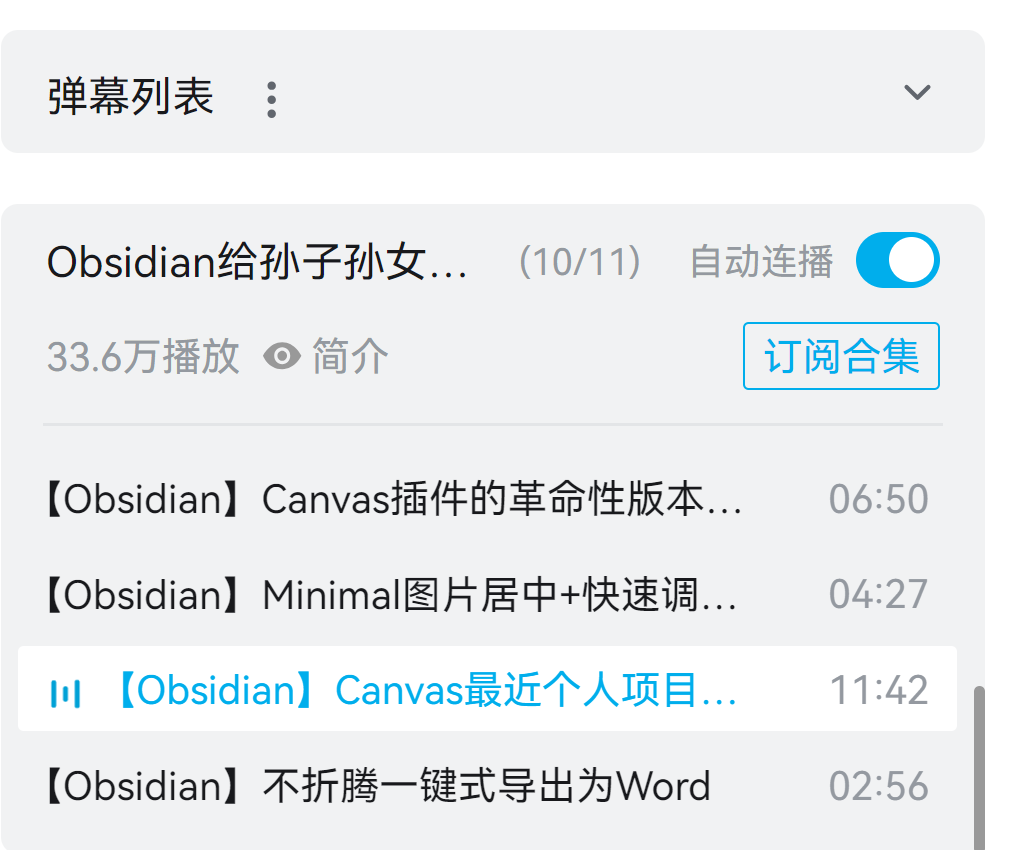 弹幕列表
Obsidian给孙子孙女… (10/11) 自动连播
33.6万播放 简介 订阅合集
【Obsidian】Canvas插件的革命性版本… 06:50
【Obsidian】Minimal图片居中+快速调… 04:27
【Obsidian】Canvas最近个人项目… 11:42
【Obsidian】不折腾一键式导出为Word 02:56